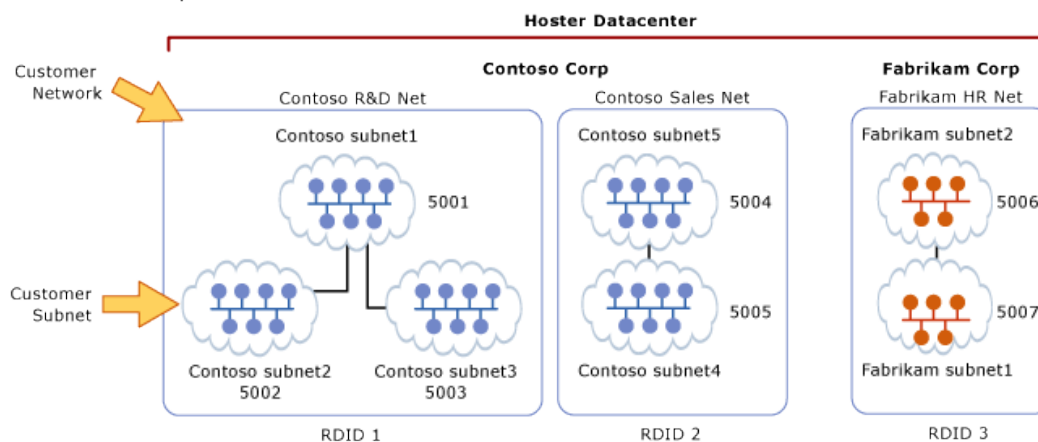 Hoster Datacenter
Customer
Network
Contoso Corp
Fabrikam Corp
Contoso R&D Net
Contoso Sales Net
Fabrikam HR Net
Contoso subnet1
5001
Customer
Subnet
Contoso subnet2
5002
Contoso subnet3
5003
RDID 1
Contoso subnet5
5004
5005
Contoso subnet4
RDID 2
Fabrikam subnet2
5006
5007
Fabrikam subnet1
RDID 3